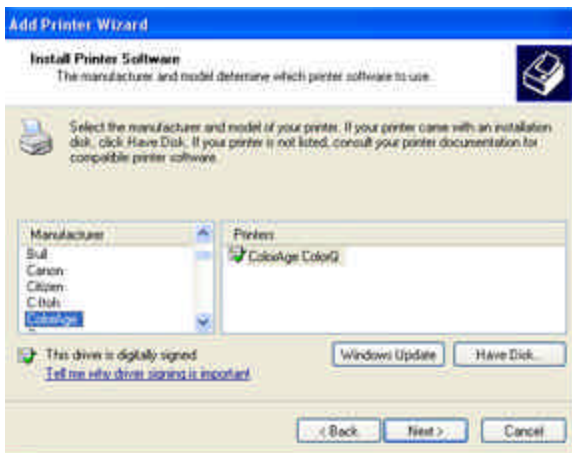 Add Printer Wizard
Install Printer Software
The manufacturer and model determine which printer software to use.
Select the manufacturer and model of your printer. If your printer came with an installation
disk, click Have Disk. If your printer is not listed, consult your printer documentation for
compatible printer software.
Manufacturer
Bull
Canon
Citizen
C-Itoh
ColorAge
Printers
ColorAge ColorQ
This driver is digitally signed.
Tell me why driver signing is important
Windows Update
Have Disk...
< Back
Next >
Cancel